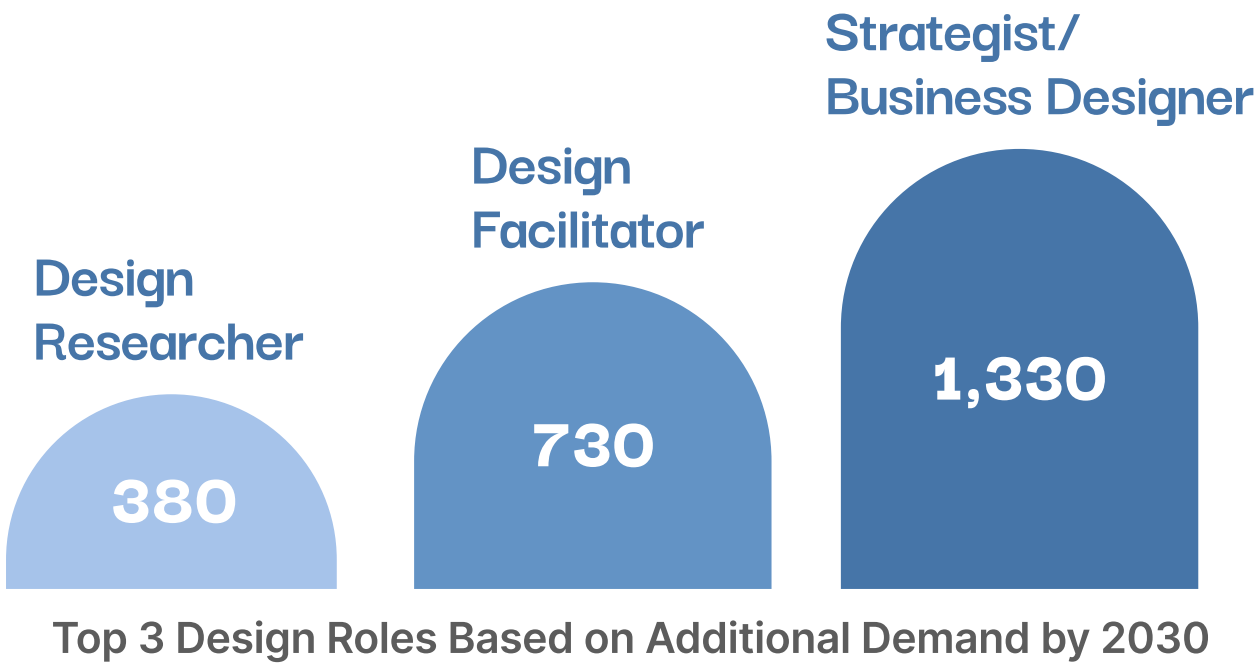 Strategist/
Business Designer
Design
Facilitator
Design
Researcher
1,330
730
380
Top 3 Design Roles Based on Additional Demand by 2030